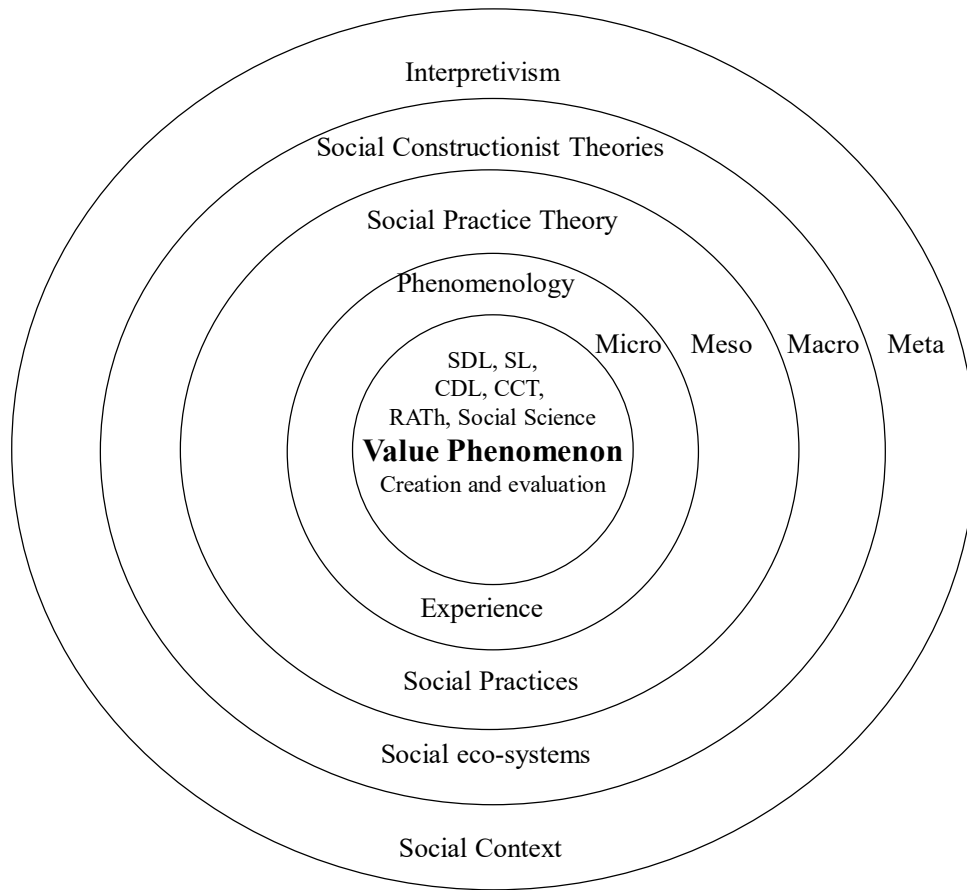 Interpretivism
Social Constructionist Theories
Social Practice Theory
Phenomenology
Micro Meso Macro Meta
SDL, SL,
CDL, CCT,
RATh, Social Science
Value Phenomenon
Creation and evaluation
Experience
Social Practices
Social eco-systems
Social Context